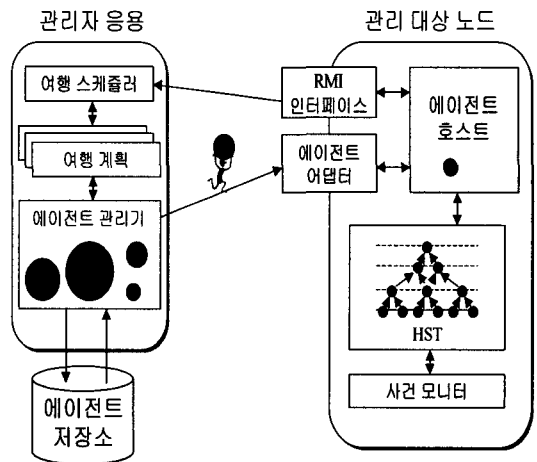 관리자 응용
여행 스케쥴러
여행 계획
에이전트 관리기
에이전트
저장소
관리 대상 노드
RMI
인터페이스
에이전트
어댑터
에이전트
호스트
HST
사건 모니터